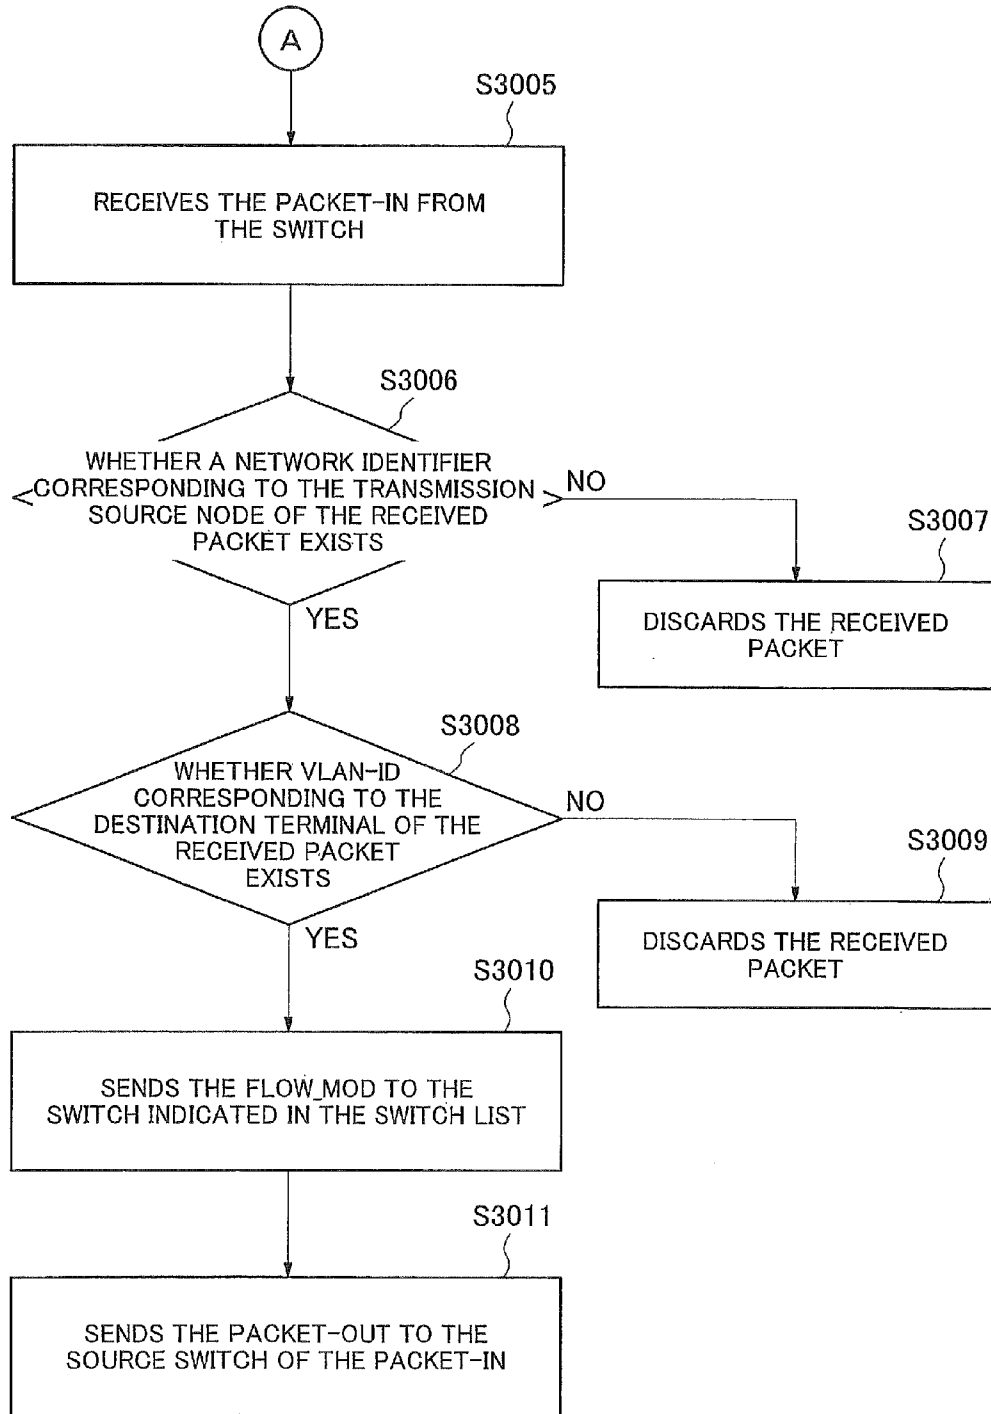 A
S3005
RECEIVES THE PACKET-IN FROM
THE SWITCH
S3006
WHETHER A NETWORK IDENTIFIER
CORRESPONDING TO THE TRANSMISSION
SOURCE NODE OF THE RECEIVED
PACKET EXISTS
NO
S3007
DISCARDS THE RECEIVED
PACKET
YES
S3008
WHETHER VLAN-ID
CORRESPONDING TO THE
DESTINATION TERMINAL OF THE
RECEIVED PACKET
EXISTS
NO
S3009
DISCARDS THE RECEIVED
PACKET
YES
S3010
SENDS THE FLOW_MOD TO THE
SWITCH INDICATED IN THE SWITCH LIST
S3011
SENDS THE PACKET-OUT TO THE
SOURCE SWITCH OF THE PACKET-IN